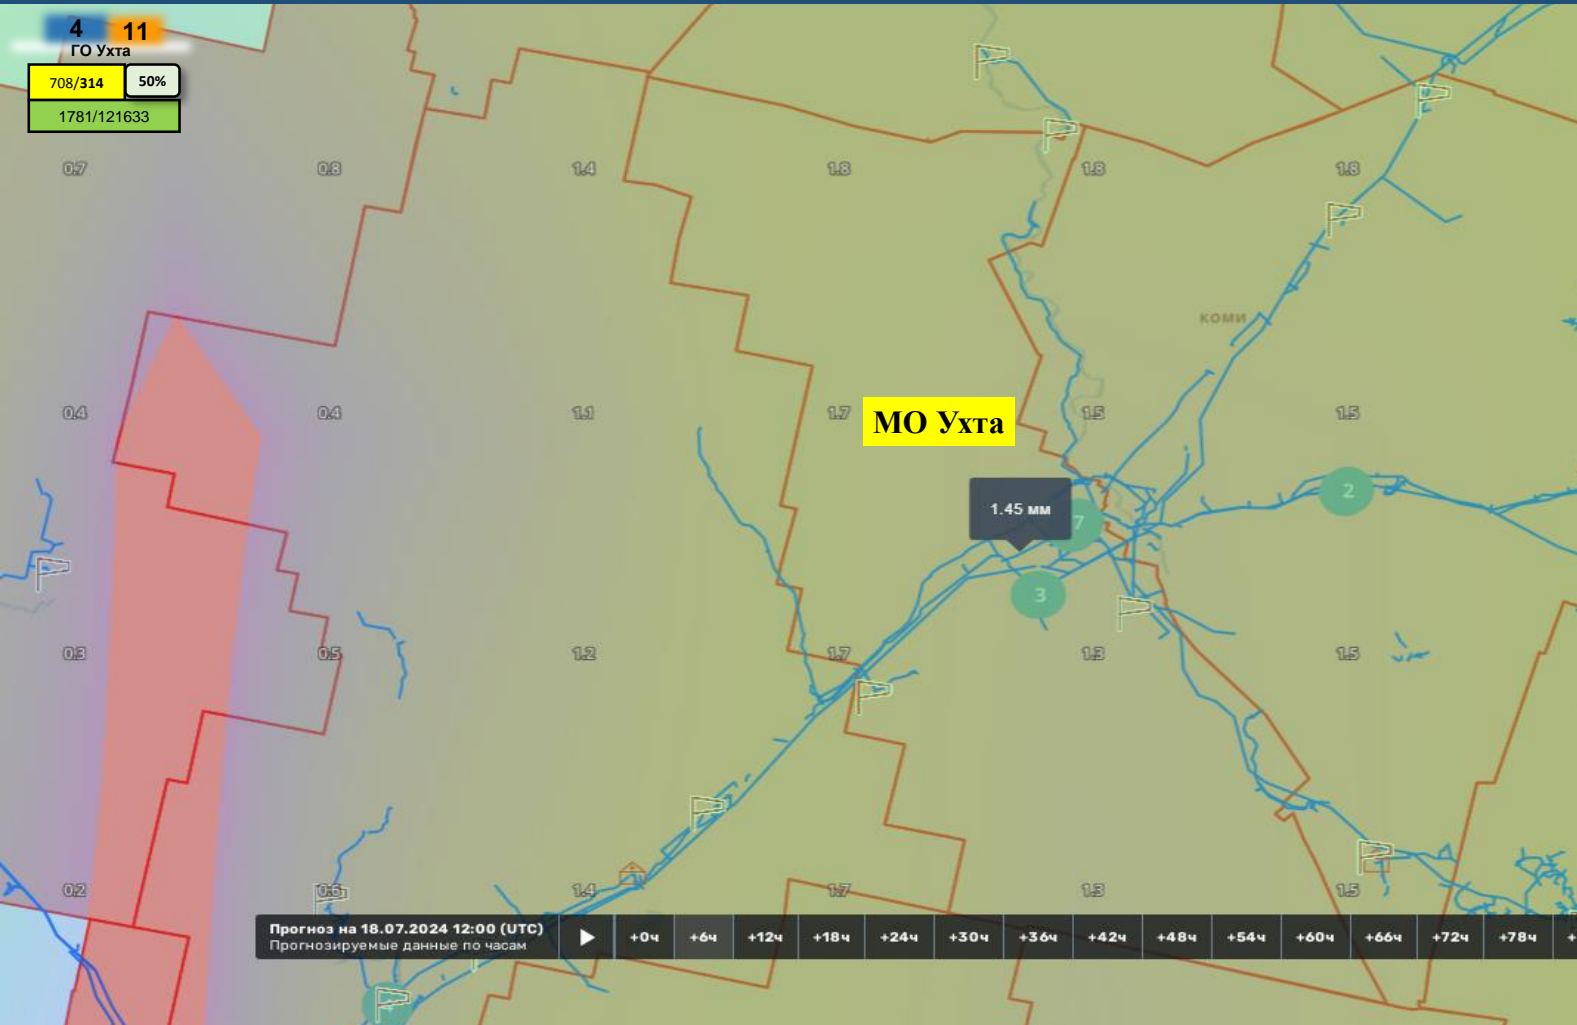 4 11
ГО Ухта
708/314 50%
1781/121633
0.7 0.8 1.4 1.8 1.8 1.8
КОМИ
0.4 0.4 1.1 1.7 1.5 1.5
МО Ухта
2
1.45 мм 7
3
0.3 0.5 1.2 1.7 1.3 1.5
0.2 0.6 1.4 1.7 1.3 1.5
Прогноз на 18.07.2024 12:00 (UTC)
Прогнозируемые данные по часам
+0ч +6ч +12ч +18ч +24ч +30ч +36ч +42ч +48ч +54ч +60ч +66ч +72ч +78ч +